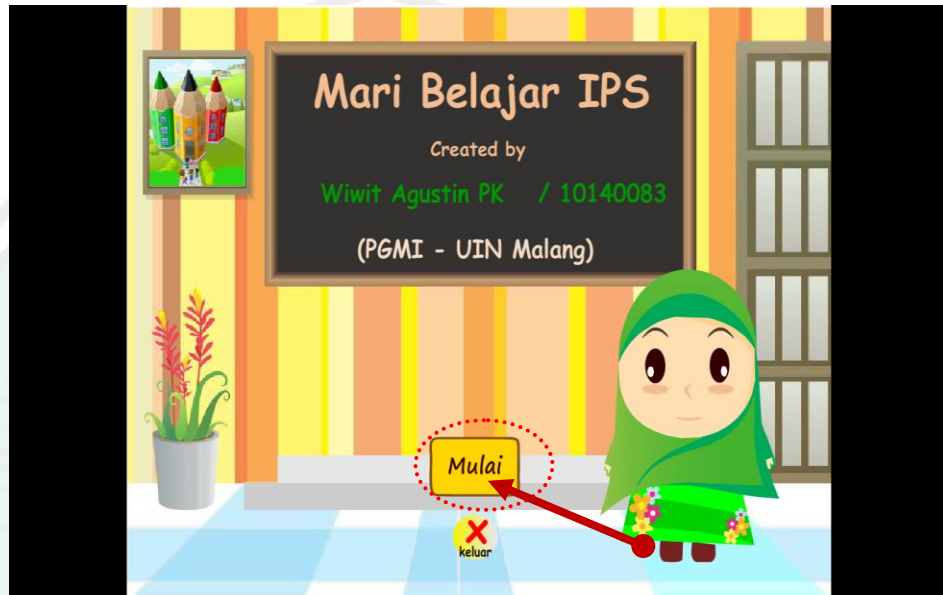 Mari Belajar IPS
Created by
Wiwit Agustin PK / 10140083
(PGMI - UIN Malang)
Mulai
keluar